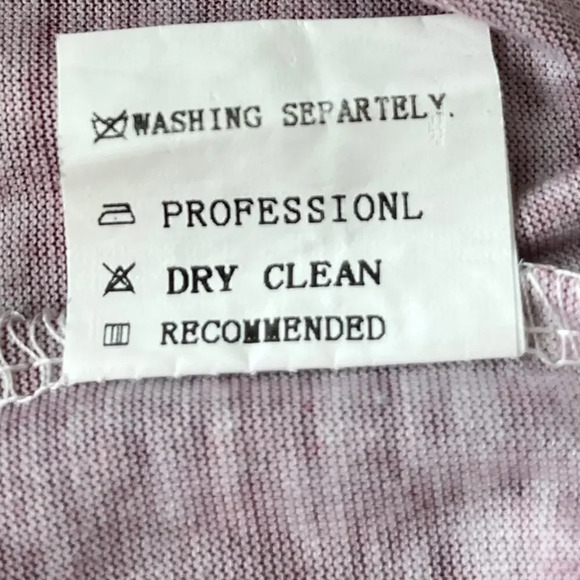 WASHING SEPARTELY.
PROFESSIONL
DRY CLEAN
RECOMMENDED